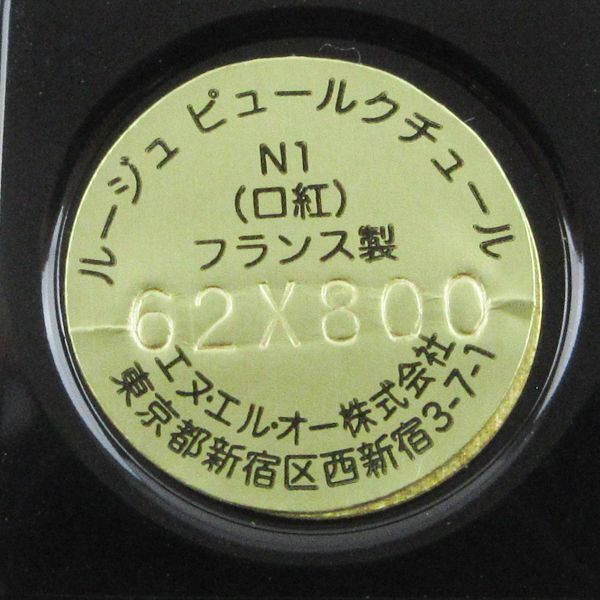 ルージュ ピュールクチュール
N1
(口紅)
フランス製
62X800
エヌ・エル・オー株式会社
東京都新宿区西新宿3-7-1